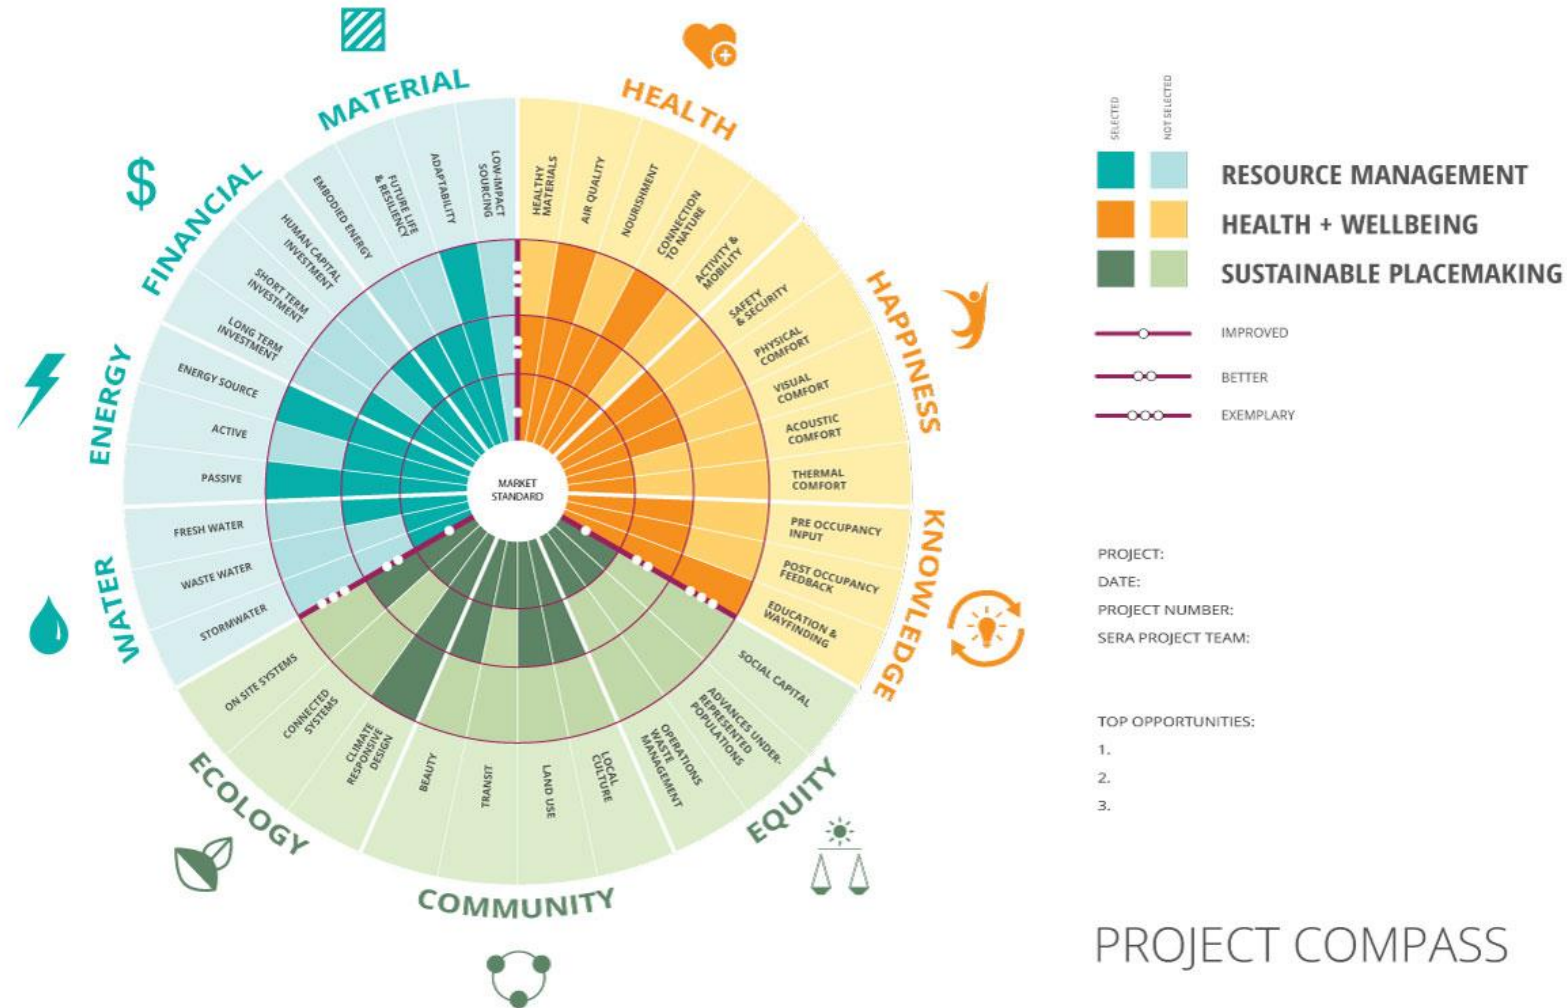 MATERIAL
LOW-IMPACT
SOURCING
ADAPTABILITY
FUTURE LIFE
& RESILIENCY
EMBODIED ENERGY
FINANCIAL
$
HUMAN CAPITAL
INVESTMENT
SHORT TERM
INVESTMENT
LONG TERM
INVESTMENT
ENERGY
ENERGY SOURCE
ACTIVE
PASSIVE
WATER
FRESH WATER
WASTE WATER
STORMWATER
HEALTH
HEALTHY
MATERIALS
AIR QUALITY
NOURISHMENT
CONNECTION
TO NATURE
ACTIVITY &
MOBILITY
HAPPINESS
SAFETY
& SECURITY
PHYSICAL
COMFORT
VISUAL
COMFORT
ACOUSTIC
COMFORT
THERMAL
COMFORT
KNOWLEDGE
PRE OCCUPANCY
INPUT
POST OCCUPANCY
FEEDBACK
EDUCATION &
WAYFINDING
EQUITY
SOCIAL CAPITAL
ADVANCES UNDER-
REPRESENTED
POPULATIONS
OPERATIONS
WASTE
MANAGEMENT
COMMUNITY
LOCAL
CULTURE
LAND USE
TRANSIT
BEAUTY
ECOLOGY
CLIMATE
RESPONSIVE
DESIGN
CONNECTED
SYSTEMS
ON SITE SYSTEMS
MARKET
STANDARD
SELECTED
NOT SELECTED
RESOURCE MANAGEMENT
HEALTH + WELLBEING
SUSTAINABLE PLACEMAKING
IMPROVED
BETTER
EXEMPLARY
PROJECT:
DATE:
PROJECT NUMBER:
SERA PROJECT TEAM:
TOP OPPORTUNITIES:
1.
2.
3.
PROJECT COMPASS